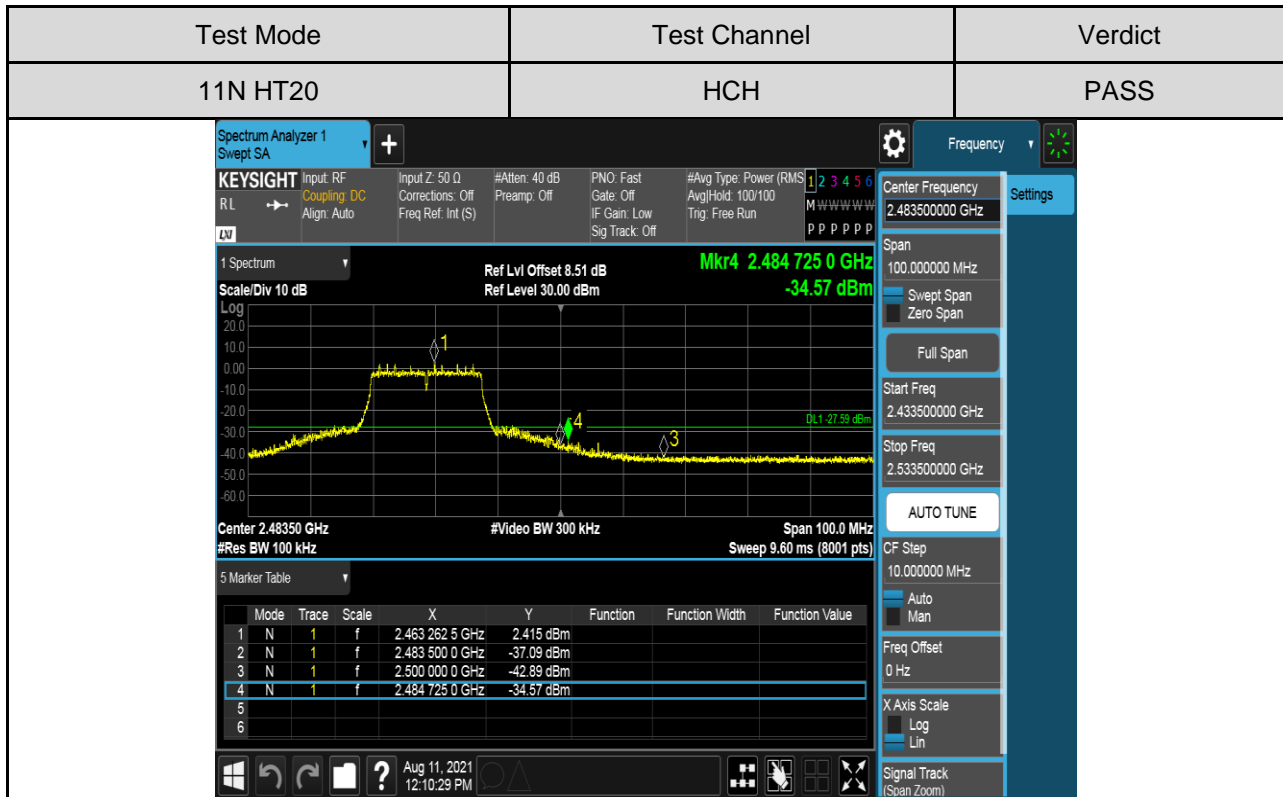 Test Mode Test Channel Verdict
11N HT20 HCH PASS
Spectrum Analyzer 1
Swept SA
+
Frequency
KEYSIGHT
RL
LXI
Input: RF
Coupling: DC
Align: Auto
Input Z: 50 Ω
Corrections: Off
Freq Ref: Int (S)
#Atten: 40 dB
Preamp: Off
PNO: Fast
Gate: Off
IF Gain: Low
Sig Track: Off
#Avg Type: Power (RMS
Avg|Hold: 100/100
Trig: Free Run
1 2 3 4 5 6
M W W W W W
P P P P P P
Center Frequency
2.483500000 GHz
Settings
1 Spectrum
Scale/Div 10 dB
Ref Lvl Offset 8.51 dB
Ref Level 30.00 dBm
Mkr4 2.484 725 0 GHz
-34.57 dBm
Log
20.0
10.0
0.00
-10.0
-20.0
-30.0
-40.0
-50.0
-60.0
1
4
3
DL1 -27.59 dBm
Center 2.48350 GHz
#Res BW 100 kHz
#Video BW 300 kHz
Span 100.0 MHz
Sweep 9.60 ms (8001 pts)
Span
100.000000 MHz
Swept Span
Zero Span
Full Span
Start Freq
2.433500000 GHz
Stop Freq
2.533500000 GHz
AUTO TUNE
CF Step
10.000000 MHz
Auto
Man
Freq Offset
0 Hz
X Axis Scale
Log
Lin
Signal Track
(Span Zoom)
5 Marker Table
Mode Trace Scale X Y Function Function Width Function Value
1 N 1 f 2.463 262 5 GHz 2.415 dBm
2 N 1 f 2.483 500 0 GHz -37.09 dBm
3 N 1 f 2.500 000 0 GHz -42.89 dBm
4 N 1 f 2.484 725 0 GHz -34.57 dBm
5
6
?
Aug 11, 2021
12:10:29 PM